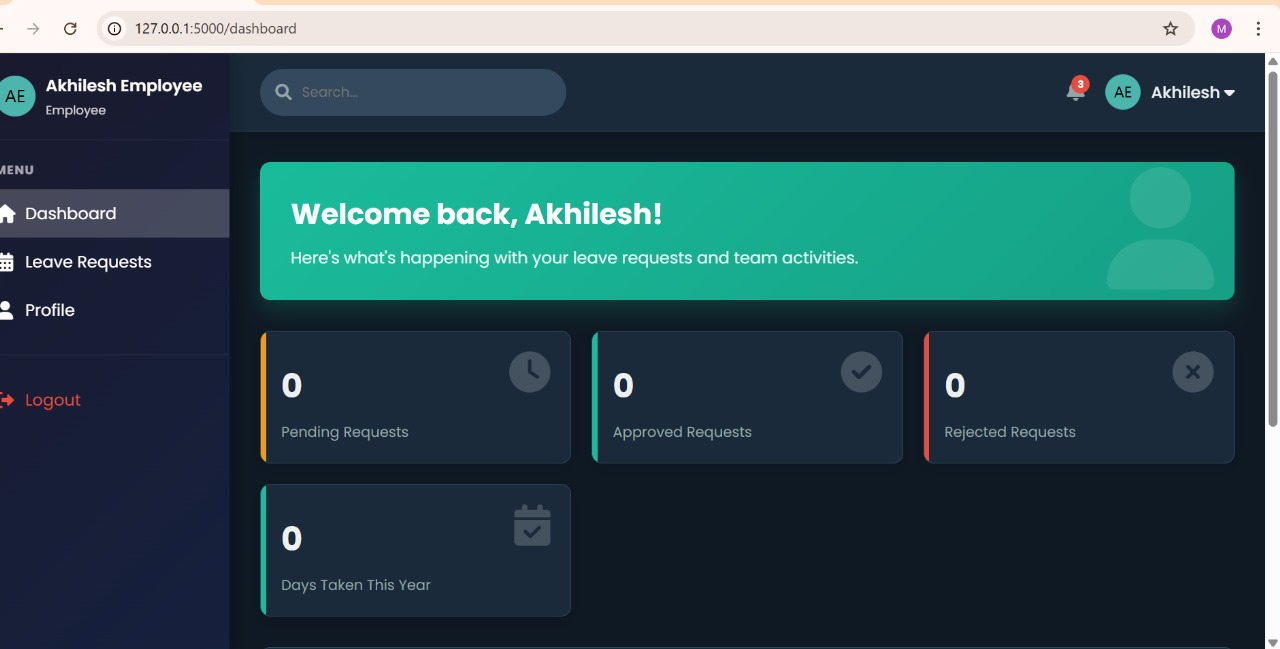 127.0.0.1:5000/dashboard
M
AE
Akhilesh Employee
Employee
MENU
Dashboard
Leave Requests
Profile
Logout
Search...
3
AE
Akhilesh
Welcome back, Akhilesh!
Here's what's happening with your leave requests and team activities.
0
Pending Requests
0
Approved Requests
0
Rejected Requests
0
Days Taken This Year